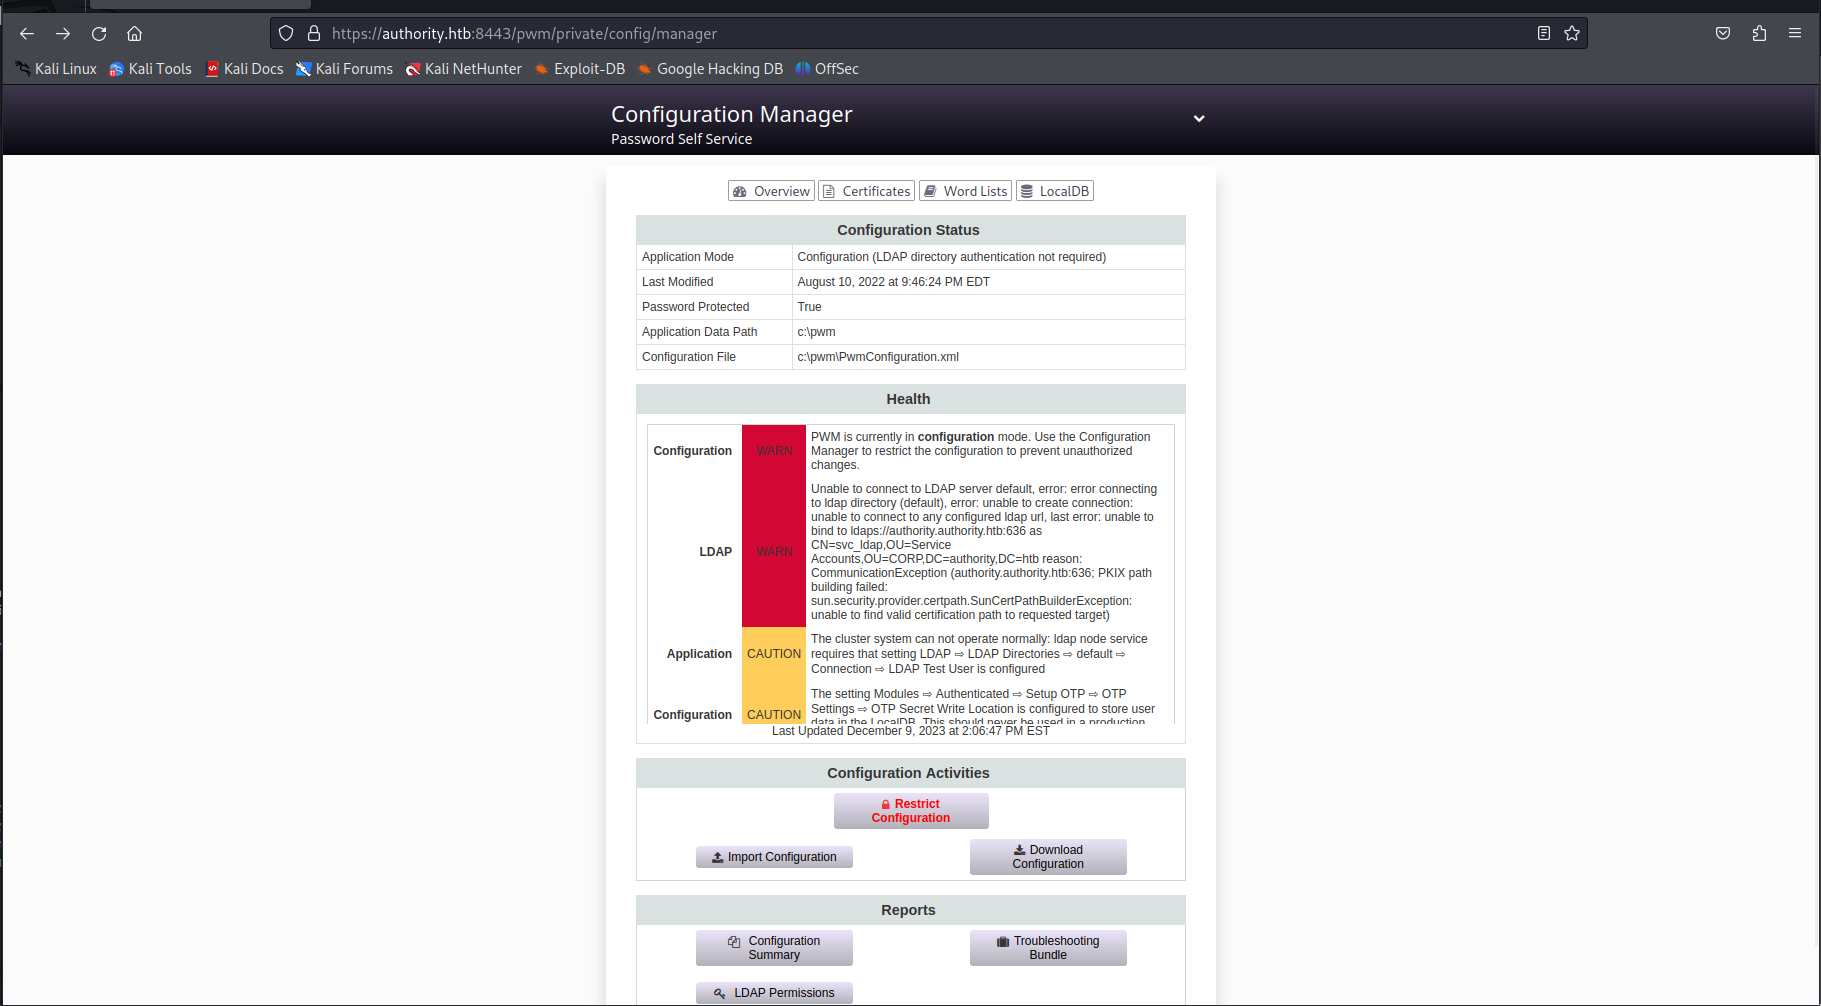 https://authority.htb:8443/pwm/private/config/manager
Kali Linux Kali Tools Kali Docs Kali Forums Kali NetHunter Exploit-DB Google Hacking DB OffSec
Configuration Manager
Password Self Service
Overview Certificates Word Lists LocalDB
Configuration Status
Application Mode Configuration (LDAP directory authentication not required)
Last Modified August 10, 2022 at 9:46:24 PM EDT
Password Protected True
Application Data Path c:\pwm
Configuration File c:\pwm\PwmConfiguration.xml
Health
Configuration WARN PWM is currently in configuration mode. Use the Configuration
Manager to restrict the configuration to prevent unauthorized
changes.
LDAP WARN Unable to connect to LDAP server default, error: error connecting
to ldap directory (default), error: unable to create connection:
unable to connect to any configured ldap url, last error: unable to
bind to ldaps://authority.authority.htb:636 as
CN=svc_ldap,OU=Service
Accounts,OU=CORP,DC=authority,DC=htb reason:
CommunicationException (authority.authority.htb:636; PKIX path
building failed:
sun.security.provider.certpath.SunCertPathBuilderException:
unable to find valid certification path to requested target)
Application CAUTION The cluster system can not operate normally: ldap node service
requires that setting LDAP ⇨ LDAP Directories ⇨ default ⇨
Connection ⇨ LDAP Test User is configured
Configuration CAUTION The setting Modules ⇨ Authenticated ⇨ Setup OTP ⇨ OTP
Settings ⇨ OTP Secret Write Location is configured to store user
data in the LocalDB. This should never be used in a production
Last Updated December 9, 2023 at 2:06:47 PM EST
Configuration Activities
Restrict
Configuration
Import Configuration
Download
Configuration
Reports
Configuration
Summary
Troubleshooting
Bundle
LDAP Permissions